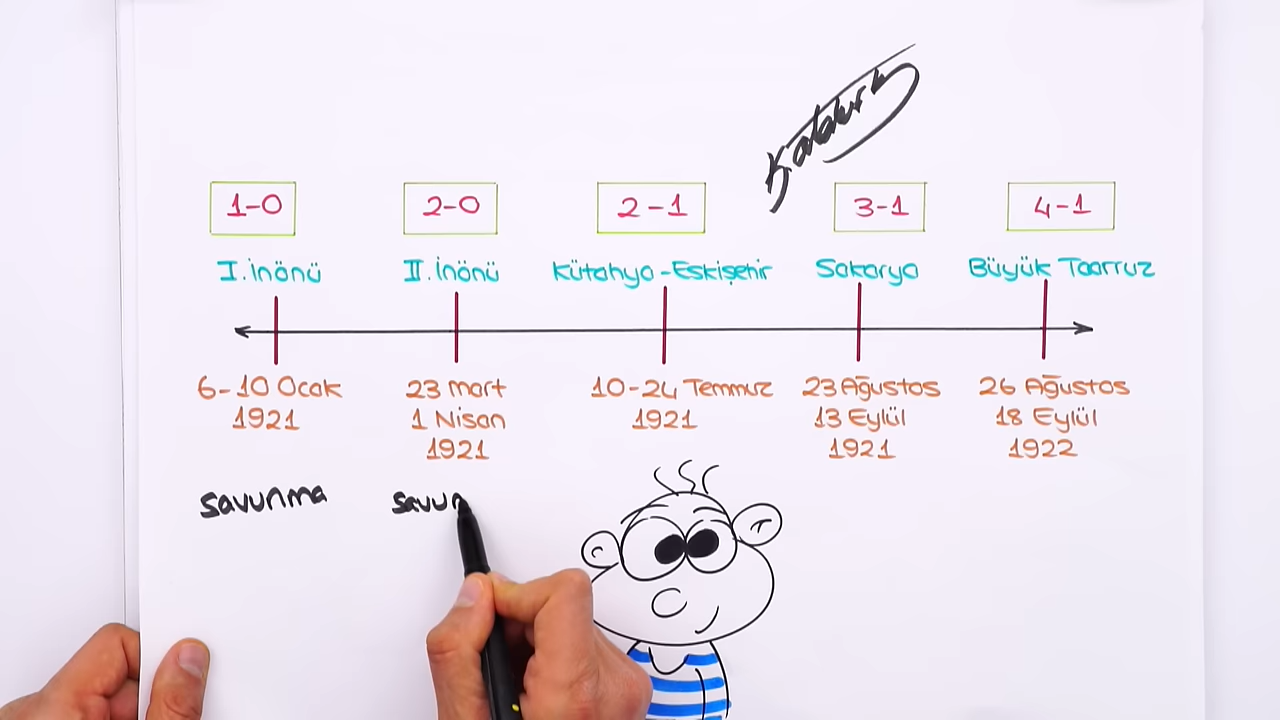 K.Atatürk
1-0 2-0 2-1 3-1 4-1
I.İnönü II.İnönü Kütahya-Eskişehir Sakarya Büyük Taarruz
6-10 Ocak 23 Mart 10-24 Temmuz 23 Ağustos 26 Ağustos
1921 1 Nisan 1921 13 Eylül 18 Eylül
1921 1921 1922
savunma savun